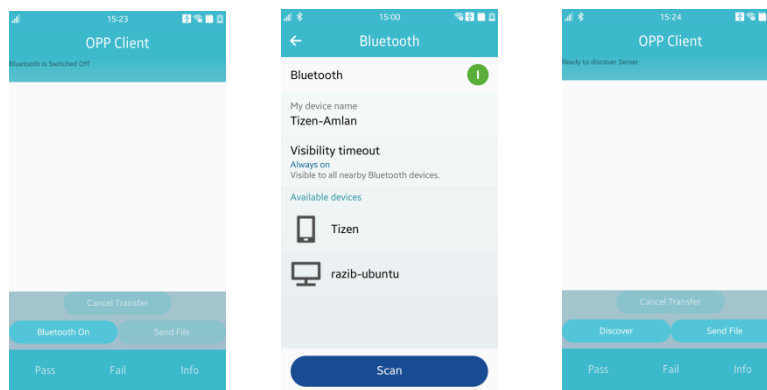 15:23
OPP Client
Bluetooth is Switched Off
Cancel Transfer
Bluetooth On
Send File
Pass
Fail
Info
15:00
Bluetooth
Bluetooth
My device name
Tizen-Amlan
Visibility timeout
Always on
Visible to all nearby Bluetooth devices.
Available devices
Tizen
razib-ubuntu
Scan
15:24
OPP Client
Ready to discover Server
Cancel Transfer
Discover
Send File
Pass
Fail
Info